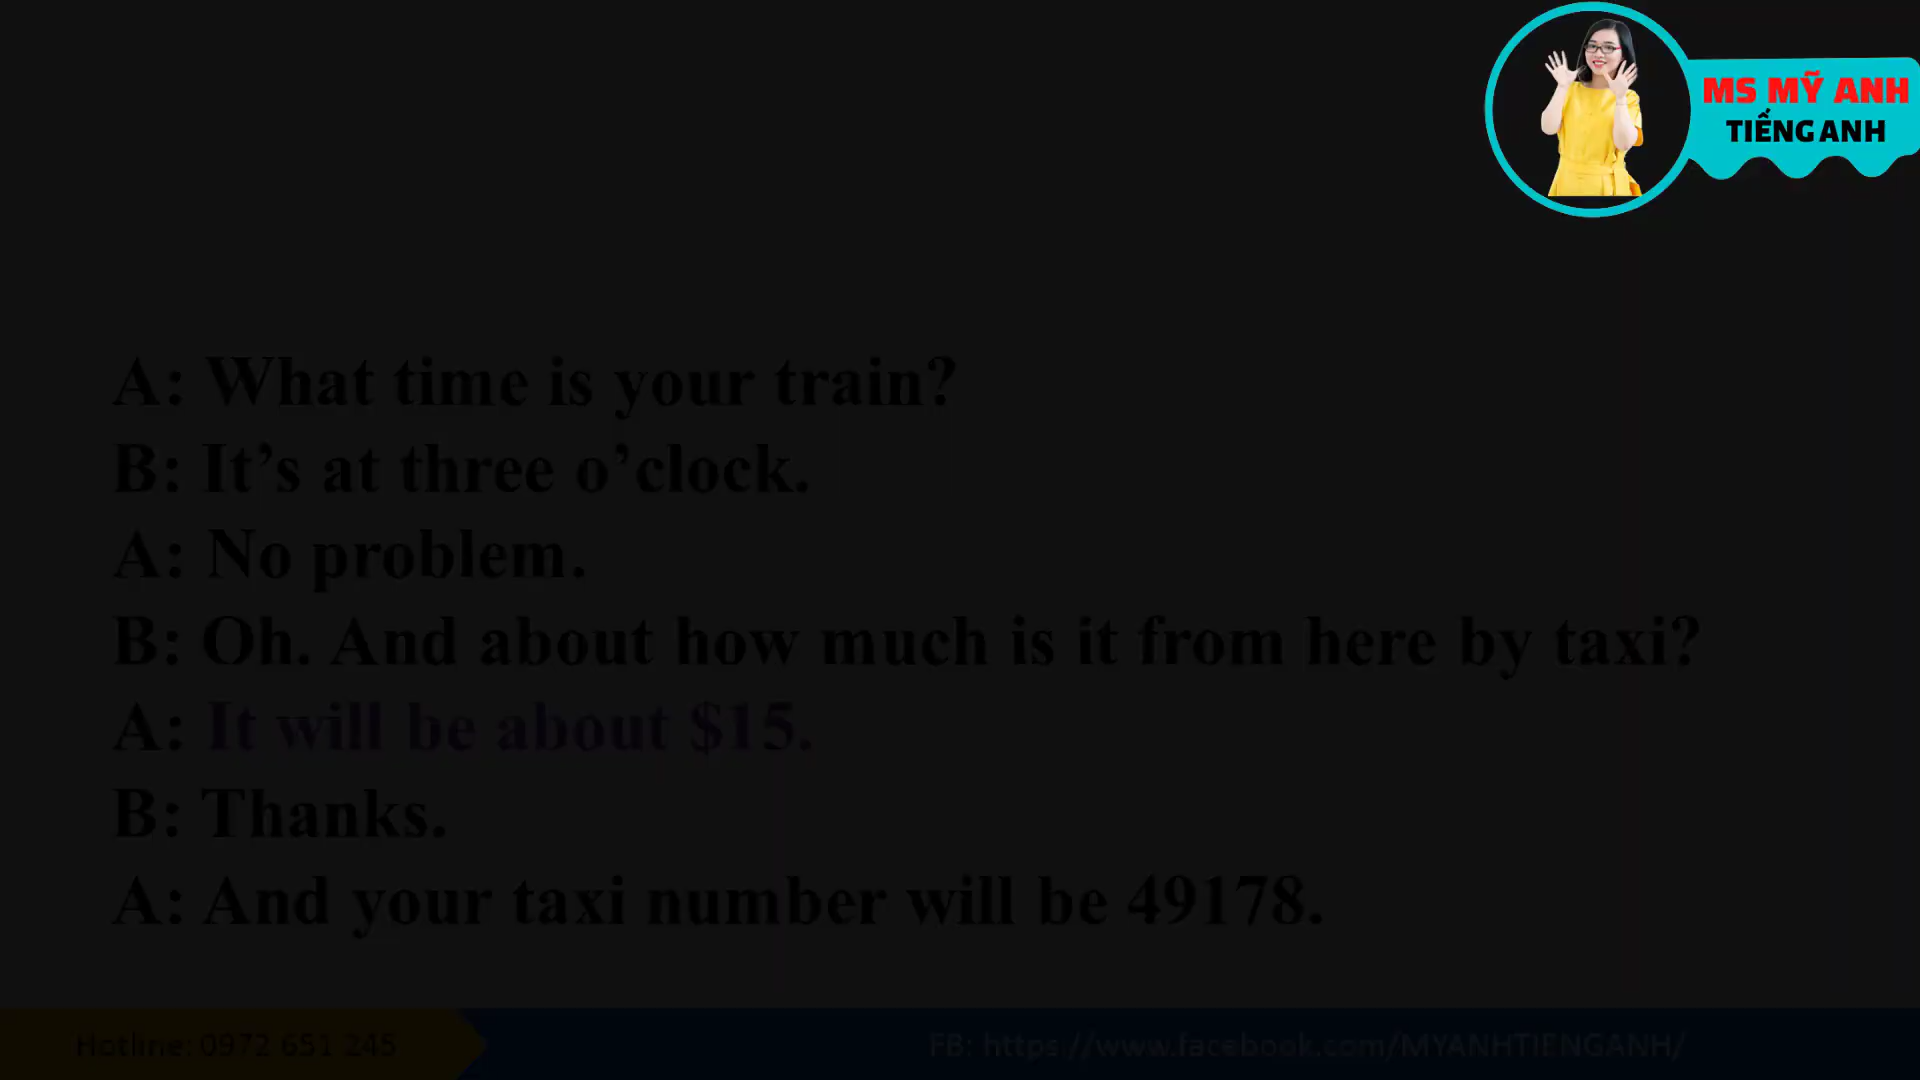 MS MỸ ANH
TIẾNG ANH
A: What time is your train?
B: It’s at three o’clock.
A: No problem.
B: Oh. And about how much is it from here by taxi?
A: It will be about $15.
B: Thanks.
A: And your taxi number will be 49178.
Hotline: 0972 651 245 FB: https://www.facebook.com/MYANHTIENGANH/